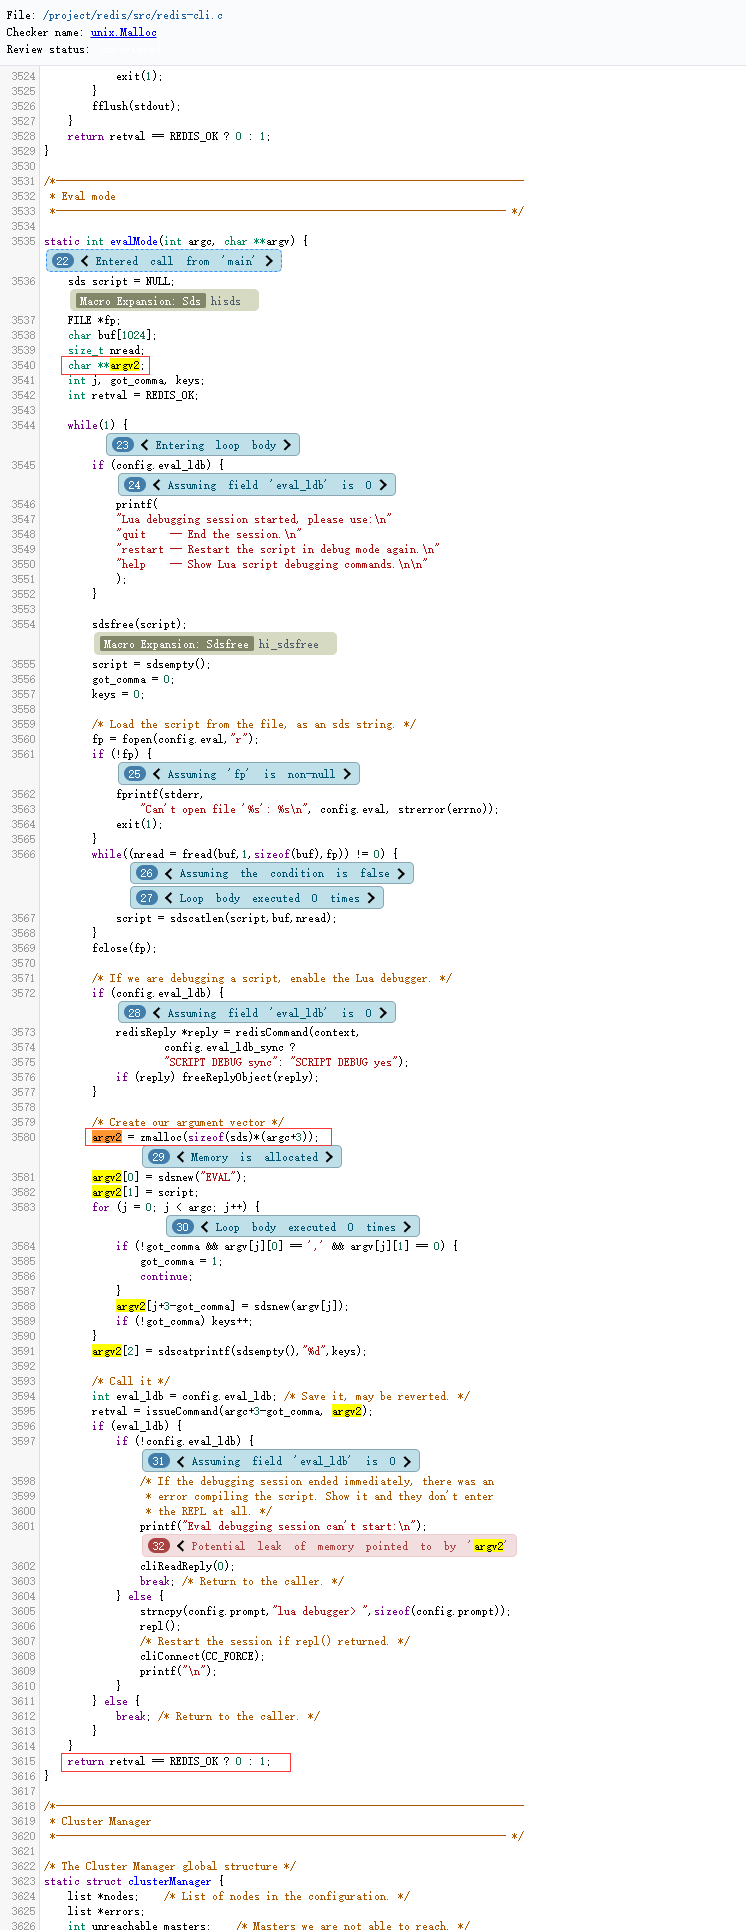 File: /project/redis/src/redis-cli.c
Checker name: unix.Malloc
Review status:
3524 exit(1);
3525 }
3526 fflush(stdout);
3527 }
3528 return retval == REDIS_OK ? 0 : 1;
3529 }
3530
3531 /*------------------------------------------------------------------------------
3532 * Eval mode
3533 *--------------------------------------------------------------------------- */
3534
3535 static int evalMode(int argc, char **argv) {
22 Entered call from 'main'
3536 sds script = NULL;
Macro Expansion: Sds hisds
3537 FILE *fp;
3538 char buf[1024];
3539 size_t nread;
3540 char **argv2;
3541 int j, got_comma, keys;
3542 int retval = REDIS_OK;
3543
3544 while(1) {
23 Entering loop body
3545 if (config.eval_ldb) {
24 Assuming field 'eval_ldb' is 0
3546 printf(
3547 "Lua debugging session started, please use:\n"
3548 "quit -- End the session.\n"
3549 "restart -- Restart the script in debug mode again.\n"
3550 "help -- Show Lua script debugging commands.\n\n"
3551 );
3552 }
3553
3554 sdsfree(script);
Macro Expansion: Sdsfree hi_sdsfree
3555 script = sdsempty();
3556 got_comma = 0;
3557 keys = 0;
3558
3559 /* Load the script from the file, as an sds string. */
3560 fp = fopen(config.eval,"r");
3561 if (!fp) {
25 Assuming 'fp' is non-null
3562 fprintf(stderr,
3563 "Can't open file '%s': %s\n", config.eval, strerror(errno));
3564 exit(1);
3565 }
3566 while((nread = fread(buf,1,sizeof(buf),fp)) != 0) {
26 Assuming the condition is false
27 Loop body executed 0 times
3567 script = sdscatlen(script,buf,nread);
3568 }
3569 fclose(fp);
3570
3571 /* If we are debugging a script, enable the Lua debugger. */
3572 if (config.eval_ldb) {
28 Assuming field 'eval_ldb' is 0
3573 redisReply *reply = redisCommand(context,
3574 config.eval_ldb_sync ?
3575 "SCRIPT DEBUG sync": "SCRIPT DEBUG yes");
3576 if (reply) freeReplyObject(reply);
3577 }
3578
3579 /* Create our argument vector */
3580 argv2 = zmalloc(sizeof(sds)*(argc+3));
29 Memory is allocated
3581 argv2[0] = sdsnew("EVAL");
3582 argv2[1] = script;
3583 for (j = 0; j < argc; j++) {
30 Loop body executed 0 times
3584 if (!got_comma && argv[j][0] == ',' && argv[j][1] == 0) {
3585 got_comma = 1;
3586 continue;
3587 }
3588 argv2[j+3-got_comma] = sdsnew(argv[j]);
3589 if (!got_comma) keys++;
3590 }
3591 argv2[2] = sdscatprintf(sdsempty(),"%d",keys);
3592
3593 /* Call it */
3594 int eval_ldb = config.eval_ldb; /* Save it, may be reverted. */
3595 retval = issueCommand(argc+3-got_comma, argv2);
3596 if (eval_ldb) {
3597 if (!config.eval_ldb) {
31 Assuming field 'eval_ldb' is 0
3598 /* If the debugging session ended immediately, there was an
3599 * error compiling the script. Show it and they don't enter
3600 * the REPL at all. */
3601 printf("Eval debugging session can't start:\n");
32 Potential leak of memory pointed to by 'argv2'
3602 cliReadReply(0);
3603 break; /* Return to the caller. */
3604 } else {
3605 strncpy(config.prompt,"lua debugger> ",sizeof(config.prompt));
3606 repl();
3607 /* Restart the session if repl() returned. */
3608 cliConnect(CC_FORCE);
3609 printf("\n");
3610 }
3611 } else {
3612 break; /* Return to the caller. */
3613 }
3614 }
3615 return retval == REDIS_OK ? 0 : 1;
3616 }
3617
3618 /*------------------------------------------------------------------------------
3619 * Cluster Manager
3620 *--------------------------------------------------------------------------- */
3621
3622 /* The Cluster Manager global structure */
3623 static struct clusterManager {
3624 list *nodes; /* List of nodes in the configuration. */
3625 list *errors;
3626 int unreachable_masters; /* Masters we are not able to reach. */